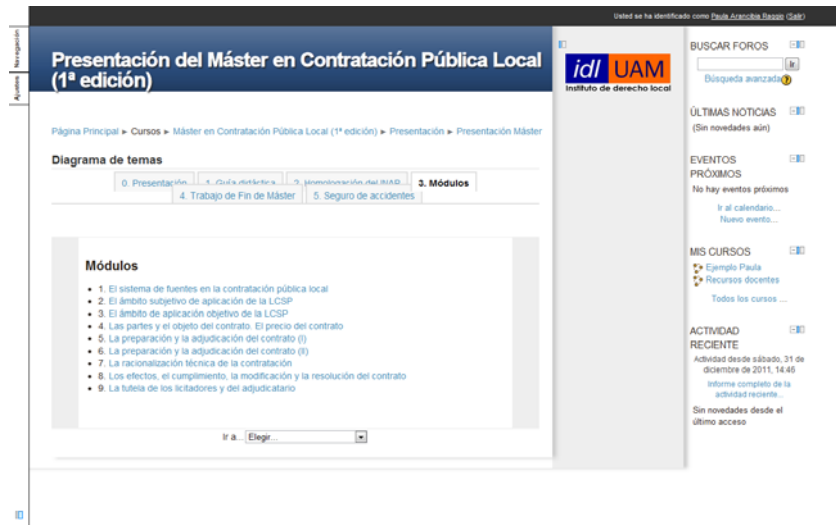 Usted se ha identificado como Paula Arancibia Raggio (Salir)
Navegación
Ajustes
Presentación del Máster en Contratación Pública Local
(1ª edición)
Página Principal ► Cursos ► Máster en Contratación Pública Local (1ª edición) ► Presentación ► Presentación Máster
Diagrama de temas
0. Presentación
1. Guía didáctica
2. Homologación del INAP
3. Módulos
4. Trabajo de Fin de Máster
5. Seguro de accidentes
Módulos
1. El sistema de fuentes en la contratación pública local
2. El ámbito subjetivo de aplicación de la LCSP
3. El ámbito de aplicación objetivo de la LCSP
4. Las partes y el objeto del contrato. El precio del contrato
5. La preparación y la adjudicación del contrato (I)
6. La preparación y la adjudicación del contrato (II)
7. La racionalización técnica de la contratación
8. Los efectos, el cumplimiento, la modificación y la resolución del contrato
9. La tutela de los licitadores y del adjudicatario
Ir a... Elegir...
idl UAM
Instituto de derecho local
BUSCAR FOROS
Ir
Búsqueda avanzada
ÚLTIMAS NOTICIAS
(Sin novedades aún)
EVENTOS
PRÓXIMOS
No hay eventos próximos
Ir al calendario...
Nuevo evento...
MIS CURSOS
Ejemplo Paula
Recursos docentes
Todos los cursos ...
ACTIVIDAD
RECIENTE
Actividad desde sábado, 31 de
diciembre de 2011, 14:46
Informe completo de la
actividad reciente...
Sin novedades desde el
último acceso